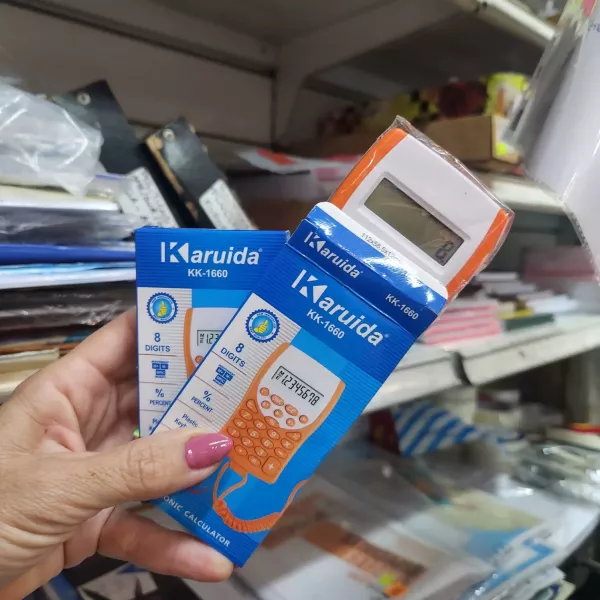 Karuida®
KK-1660
8
DIGITS
%
PERCENT
Karuida®
KK-1660
Karuida®
KK-1660
8
DIGITS
12345678
%
PERCENT
Plastic
ONIC CALCULATOR
8